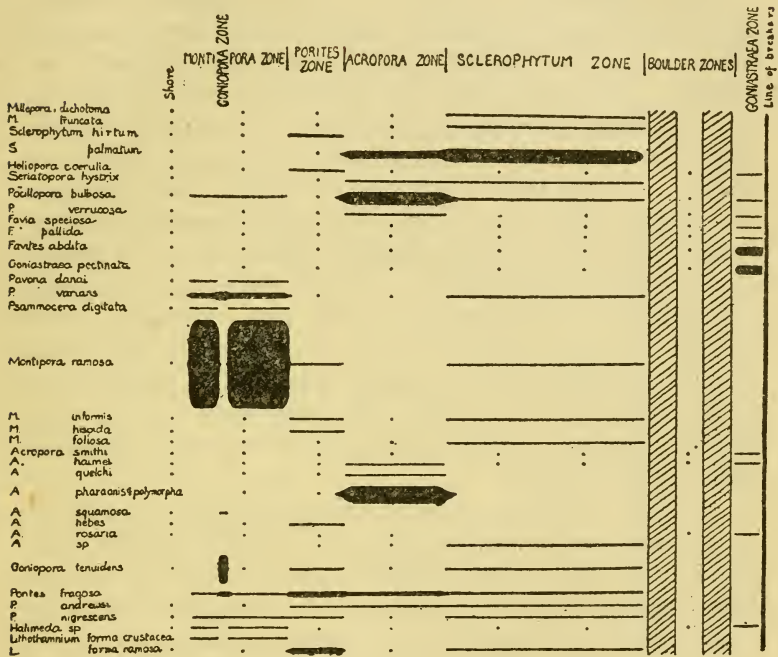 Shore
MONTI PORA ZONE
GONIOPORA ZONE
PORITES ZONE
ACROPORA ZONE
SCLEROPHYTUM ZONE
BOULDER ZONES
GONIASTRAEA ZONE
Line of breakers
Millepora. dichotoma
M truncata
Sclerophytum hirtum
S palmatum
Heliopora coerulia
Seriatopora hystrix
Pocillopora bulbosa
P. verrucosa
Favia speciosa
F. pallida
Favites abdita
Goniastraea pectinata
Pavona danai
P. varians
Psammocera digitata
Montipora ramosa
M. informis
M. hispida
M. foliosa
Acropora smithi
A. haimei
A quelchi
A pharaonis & polymorpha
A squamosa
A hebes
A. rosaria
A sp
Goniopora tenuidens
Porites fragosa
P. andrewsi
P nigrescens
Halimeda sp
Lithothamnium forma crustacea
L forma ramosa